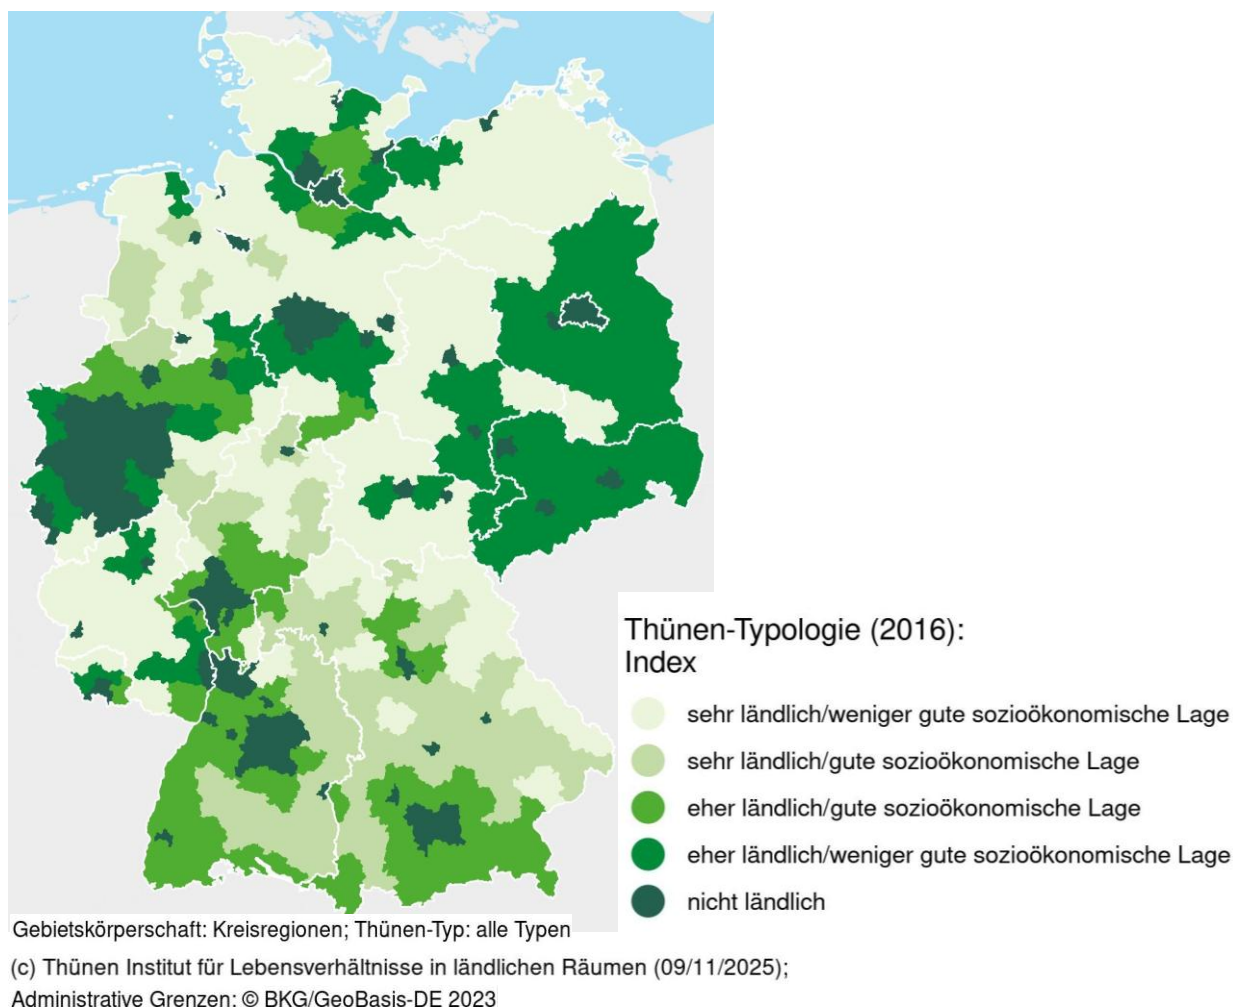 Thünen-Typologie (2016):
Index
sehr ländlich/weniger gute sozioökonomische Lage
sehr ländlich/gute sozioökonomische Lage
eher ländlich/gute sozioökonomische Lage
eher ländlich/weniger gute sozioökonomische Lage
nicht ländlich
Gebietskörperschaft: Kreisregionen; Thünen-Typ: alle Typen
(c) Thünen Institut für Lebensverhältnisse in ländlichen Räumen (09/11/2025);
Administrative Grenzen: © BKG/GeoBasis-DE 2023